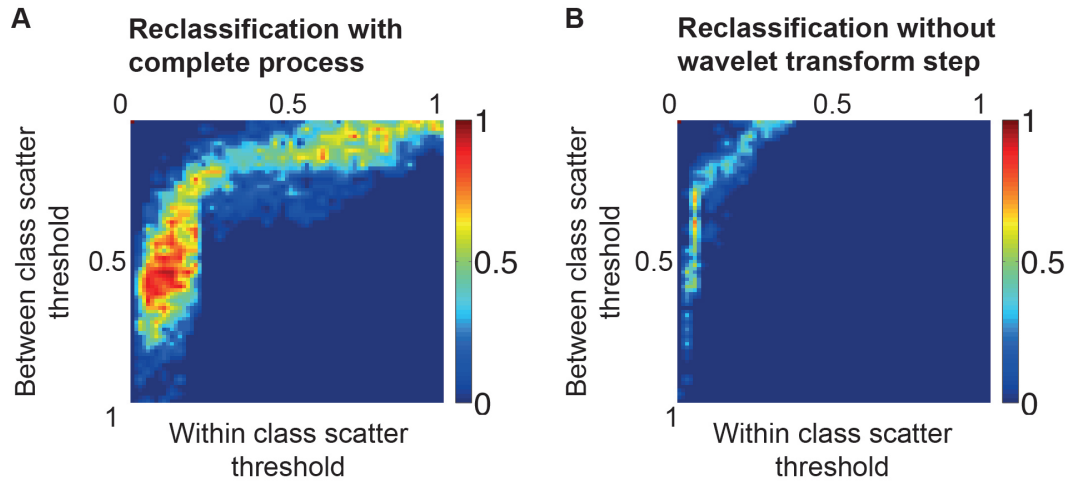 A
Reclassification with
complete process
0 0.5 1
Between class scatter
threshold
0.5
1
1
0.5
0
Within class scatter
threshold
B
Reclassification without
wavelet transform step
0 0.5 1
Between class scatter
threshold
0.5
1
1
0.5
0
Within class scatter
threshold